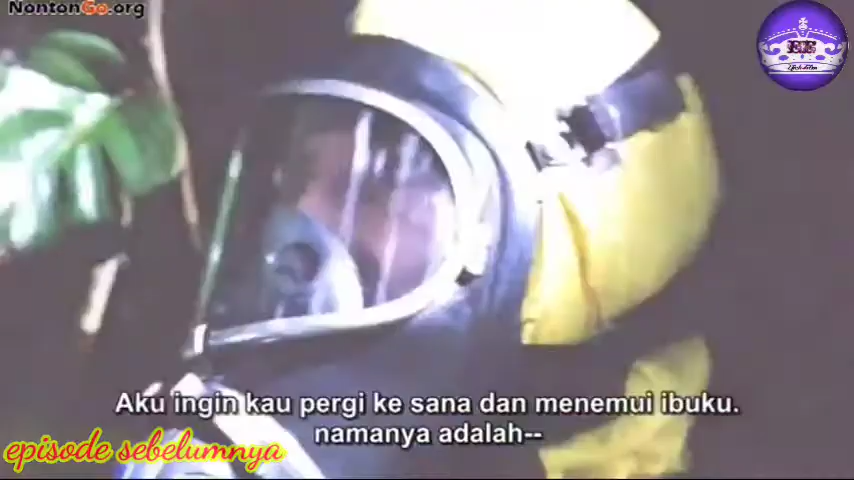 NontonGo.org
Aku ingin kau pergi ke sana dan menemui ibuku.
namanya adalah--
episode sebelumnya